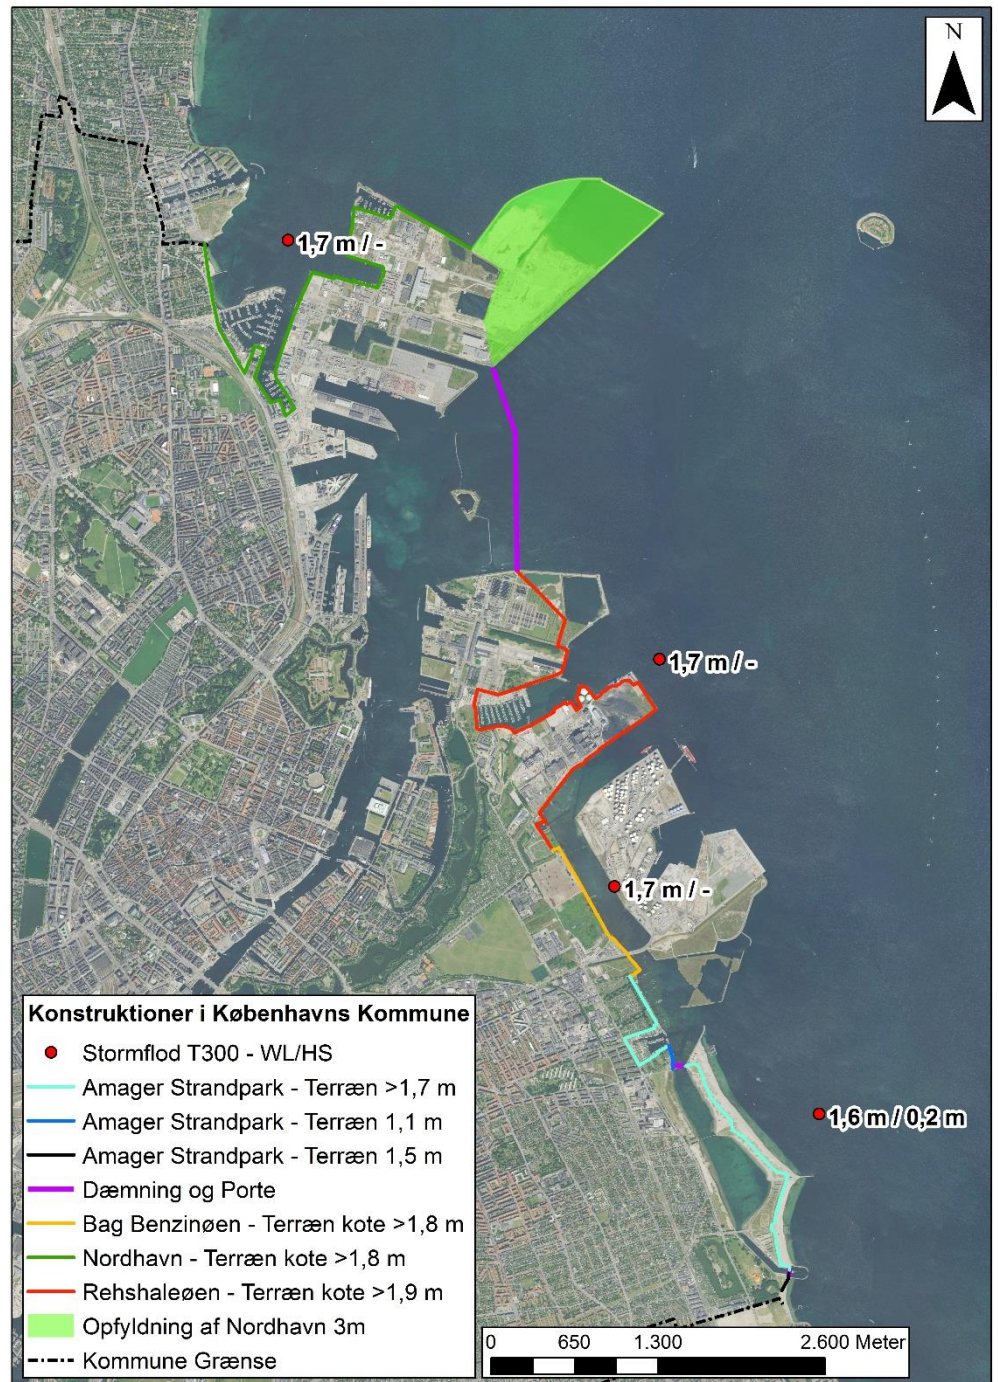 N
1,7 m / -
1,7 m / -
1,7 m / -
1,6 m / 0,2 m
Konstruktioner i Københavns Kommune
Stormflod T300 - WL/HS
Amager Strandpark - Terræn >1,7 m
Amager Strandpark - Terræn 1,1 m
Amager Strandpark - Terræn 1,5 m
Dæmning og Porte
Bag Benzinøen - Terræn kote >1,8 m
Nordhavn - Terræn kote >1,8 m
Rehshaleøen - Terræn kote >1,9 m
Opfyldning af Nordhavn 3m
Kommune Grænse
0 650 1.300 2.600 Meter